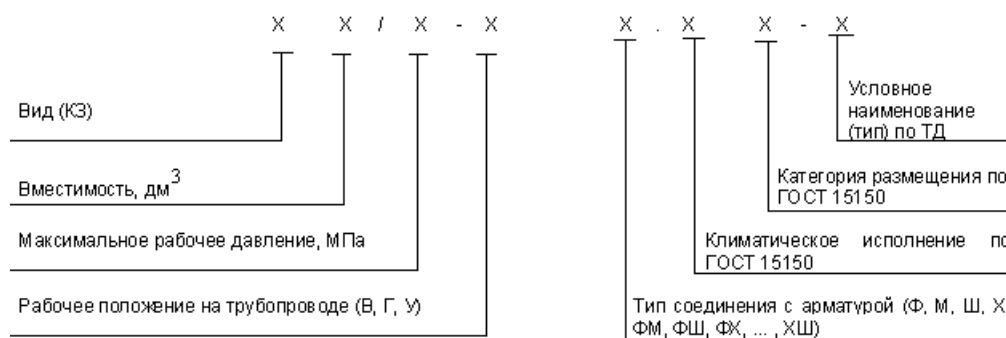 Х Х / Х - Х Х . Х Х - Х
Условное
наименование
(тип) по ТД
Вид (КЗ)
Категория размещения по
ГОСТ 15150
Вместимость, дм3
Максимальное рабочее давление, МПа
Климатическое исполнение по
ГОСТ 15150
Рабочее положение на трубопроводе (В, Г, У)
Тип соединения с арматурой (Ф, М, Ш, Х
ФМ, ФШ, ФХ, ... , ХШ)